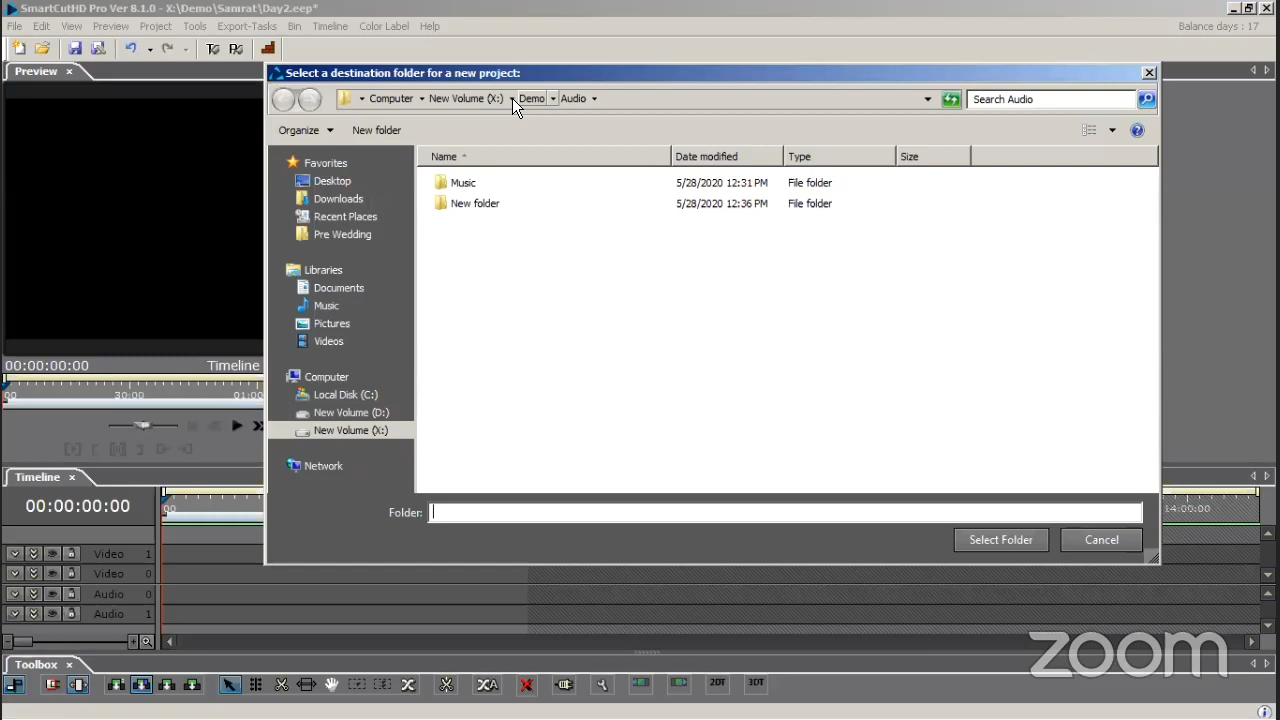 SmartCutHD Pro Ver 8.1.0 - X:\Demo\Samrat\Day2.eep*
File Edit View Preview Project Tools Export-Tasks Bin Timeline Color Label Help Balance days : 17
Preview ×
Select a destination folder for a new project:
Computer New Volume (X:) Demo Audio Search Audio
Organize New folder
Name Date modified Type Size
Favorites
Desktop
Downloads
Recent Places
Pre Wedding
Libraries
Documents
Music
Pictures
Videos
Computer
Local Disk (C:)
New Volume (D:)
New Volume (X:)
Network
Music 5/28/2020 12:31 PM File folder
New folder 5/28/2020 12:36 PM File folder
Folder:
Select Folder Cancel
00:00:00:00 Timeline
00 30:00 01:00
Timeline ×
00:00:00:00 00 14:00:00
Video 1
Video 0
Audio 0
Audio 1
zoom
Toolbox ×
XA 2DT 3DT